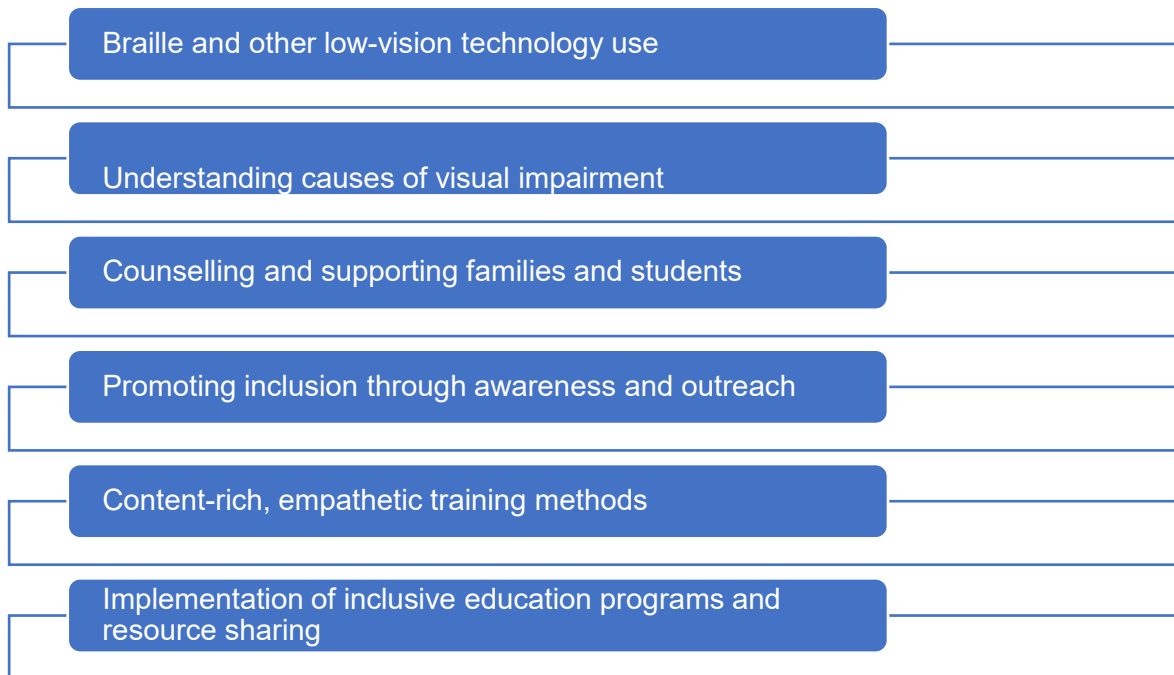 Braille and other low-vision technology use
Understanding causes of visual impairment
Counselling and supporting families and students
Promoting inclusion through awareness and outreach
Content-rich, empathetic training methods
Implementation of inclusive education programs and
resource sharing